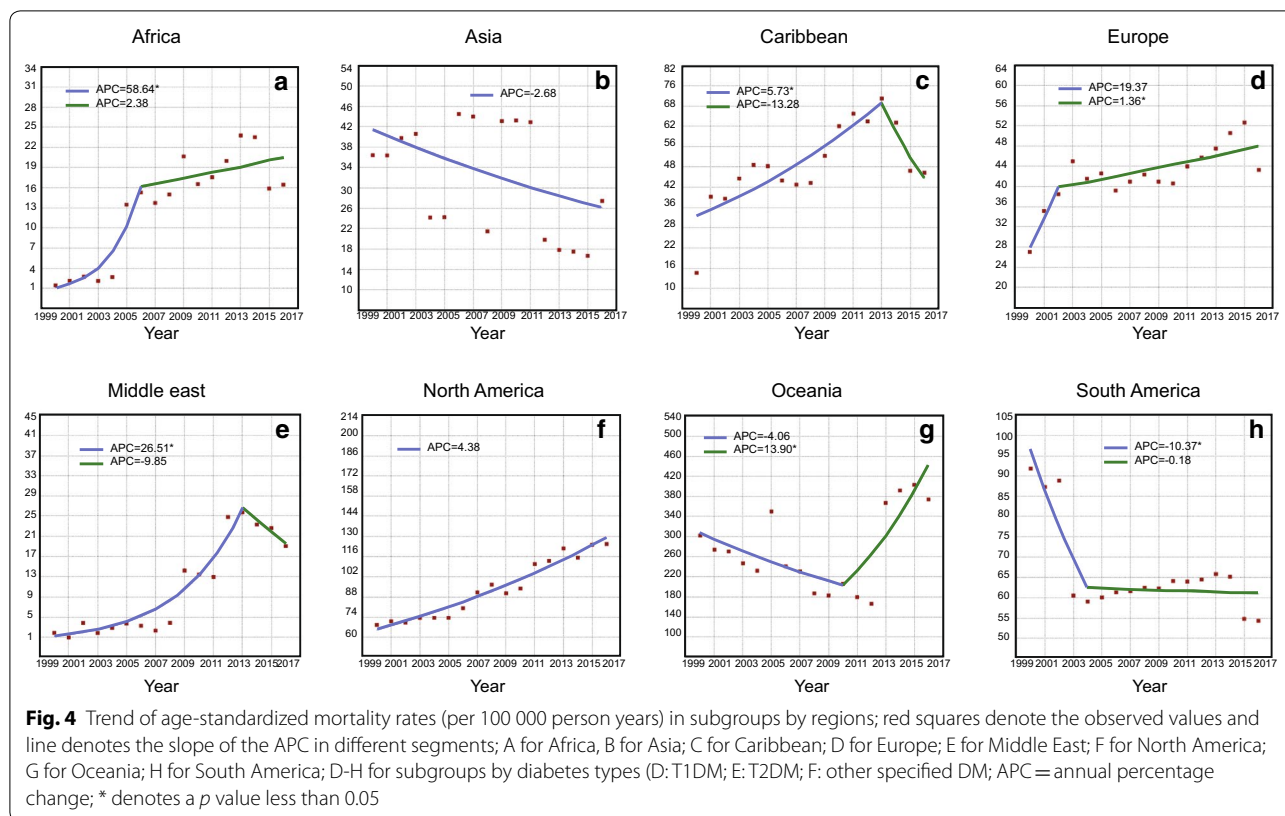 Africa
34
31
28
25
22
19
16
13
10
7
4
1
APC=58.64*
APC=2.38
a
1999 2001 2003 2005 2007 2009 2011 2013 2015 2017
Year
Asia
54
50
46
42
38
34
30
26
22
18
14
10
APC=-2.68
b
1999 2001 2003 2005 2007 2009 2011 2013 2015 2017
Year
Caribbean
82
76
70
64
58
52
46
40
34
28
22
16
10
APC=5.73*
APC=-13.28
c
1999 2001 2003 2005 2007 2009 2011 2013 2015 2017
Year
Europe
64
60
56
52
48
44
40
36
32
28
24
20
APC=19.37
APC=1.36*
d
1999 2001 2002 2005 2007 2009 2011 2013 2015 2017
Year
Middle east
45
41
37
33
29
25
21
17
13
9
5
1
APC=26.51*
APC=-9.85
e
1999 2001 2003 2005 2007 2009 2011 2013 2015 2017
Year
North America
214
200
186
172
158
144
130
116
102
88
74
60
APC=4.38
f
1999 2001 2003 2005 2007 2009 2011 2013 2015 2017
Year
Oceania
540
500
460
420
380
340
300
260
220
180
140
100
APC=-4.06
APC=13.90*
g
1999 2001 2003 2005 2007 2009 2011 2013 2015 2017
Year
South America
105
100
95
90
85
80
75
70
65
60
55
50
APC=-10.37*
APC=-0.18
h
1999 2001 2003 2005 2007 2009 2011 2013 2015 2017
Year
Fig. 4 Trend of age-standardized mortality rates (per 100 000 person years) in subgroups by regions; red squares denote the observed values and
line denotes the slope of the APC in different segments; A for Africa, B for Asia; C for Caribbean; D for Europe; E for Middle East; F for North America;
G for Oceania; H for South America; D-H for subgroups by diabetes types (D: T1DM; E: T2DM; F: other specified DM; APC = annual percentage
change; * denotes a p value less than 0.05